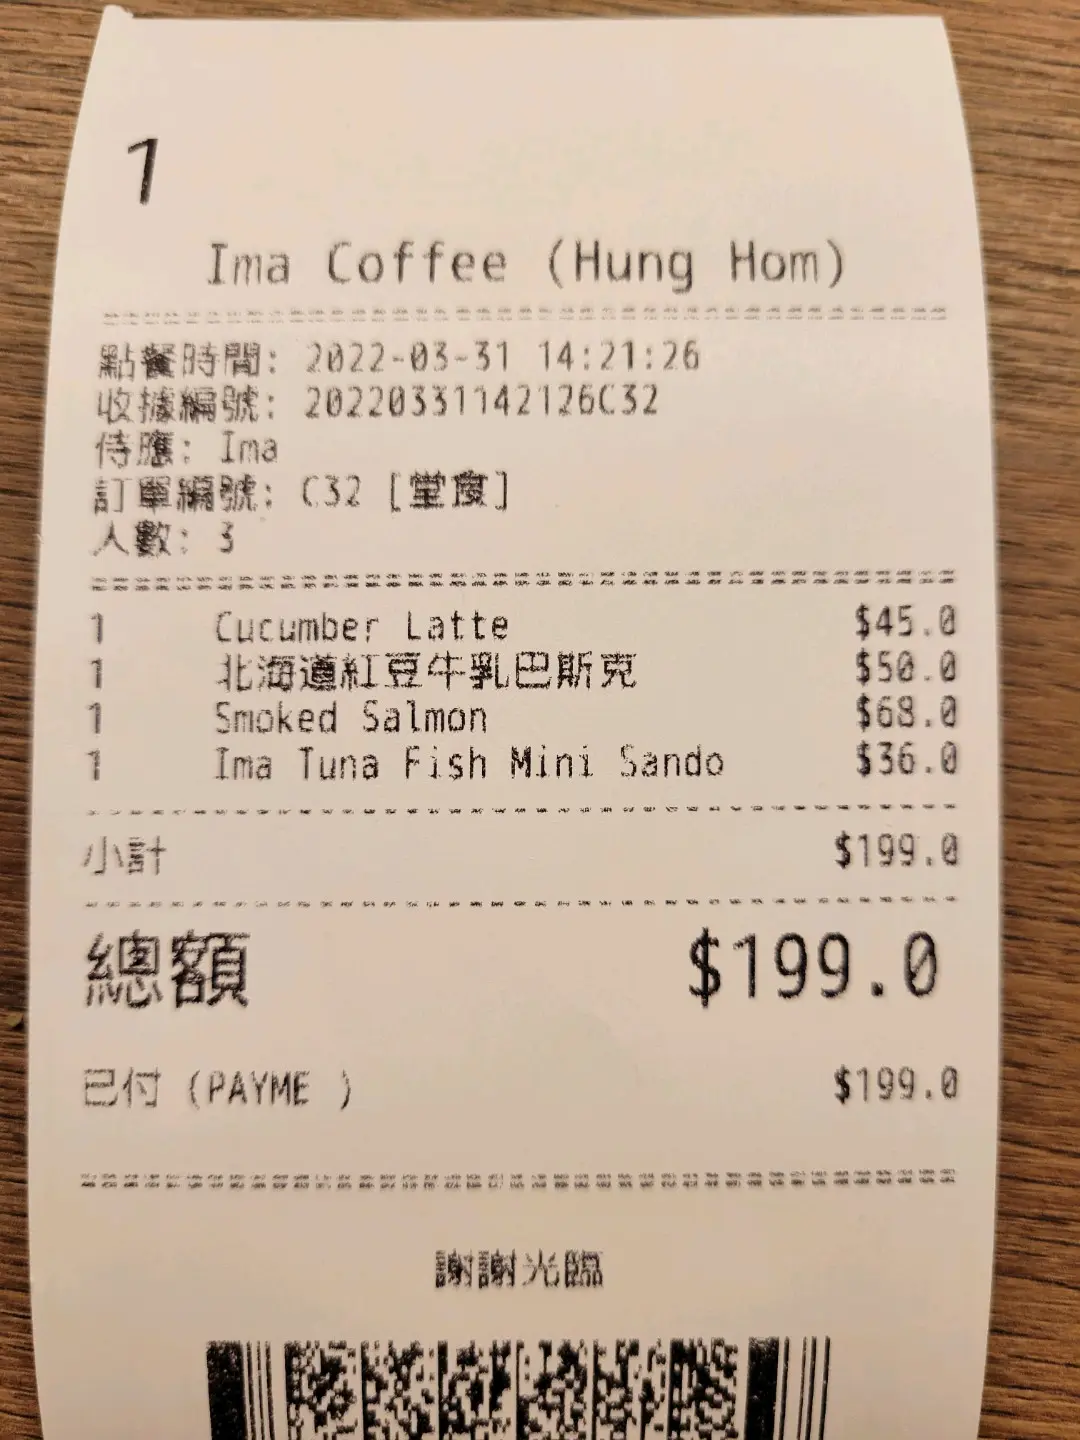 1
Ima Coffee (Hung Hom)
點餐時間: 2022-03-31 14:21:26
收據編號: 20220331142126C32
侍應: Ima
訂單編號: C32 [堂食]
人數: 3
1 Cucumber Latte $45.0
1 北海道紅豆牛乳巴斯克 $50.0
1 Smoked Salmon $68.0
1 Ima Tuna Fish Mini Sando $36.0
小計 $199.0
總額 $199.0
已付 (PAYME ) $199.0
謝謝光臨